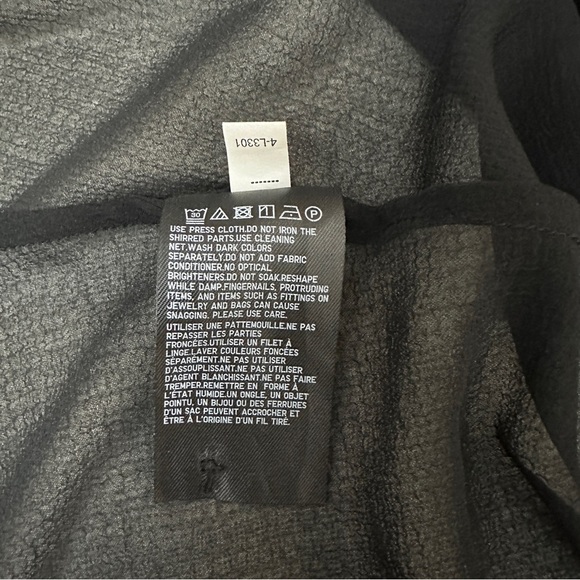 4-L3301
30
P
USE PRESS CLOTH.DO NOT IRON THE
SHIRRED PARTS.USE CLEANING
NET.WASH DARK COLORS
SEPARATELY.DO NOT ADD FABRIC
CONDITIONER.NO OPTICAL
BRIGHTENERS.DO NOT SOAK.RESHAPE
WHILE DAMP.FINGERNAILS, PROTRUDING
ITEMS, AND ITEMS SUCH AS FITTINGS ON
JEWELRY AND BAGS CAN CAUSE
SNAGGING. PLEASE USE CARE.
UTILISER UNE PATTEMOUILLE.NE PAS
REPASSER LES PARTIES
FRONCÉES.UTILISER UN FILET À
LINGE.LAVER COULEURS FONCÉES
SÉPARÉMENT.NE PAS UTILISER
D'ASSOUPLISSANT.NE PAS UTILISER
D'AGENT BLANCHISSANT.NE PAS FAIRE
TREMPER.REMETTRE EN FORME À
L'ÉTAT HUMIDE.UN ONGLE, UN OBJET
POINTU, UN BIJOU OU DES FERRURES
D'UN SAC PEUVENT ACCROCHER ET
ÊTRE À L'ORIGINE D'UN FIL TIRÉ.